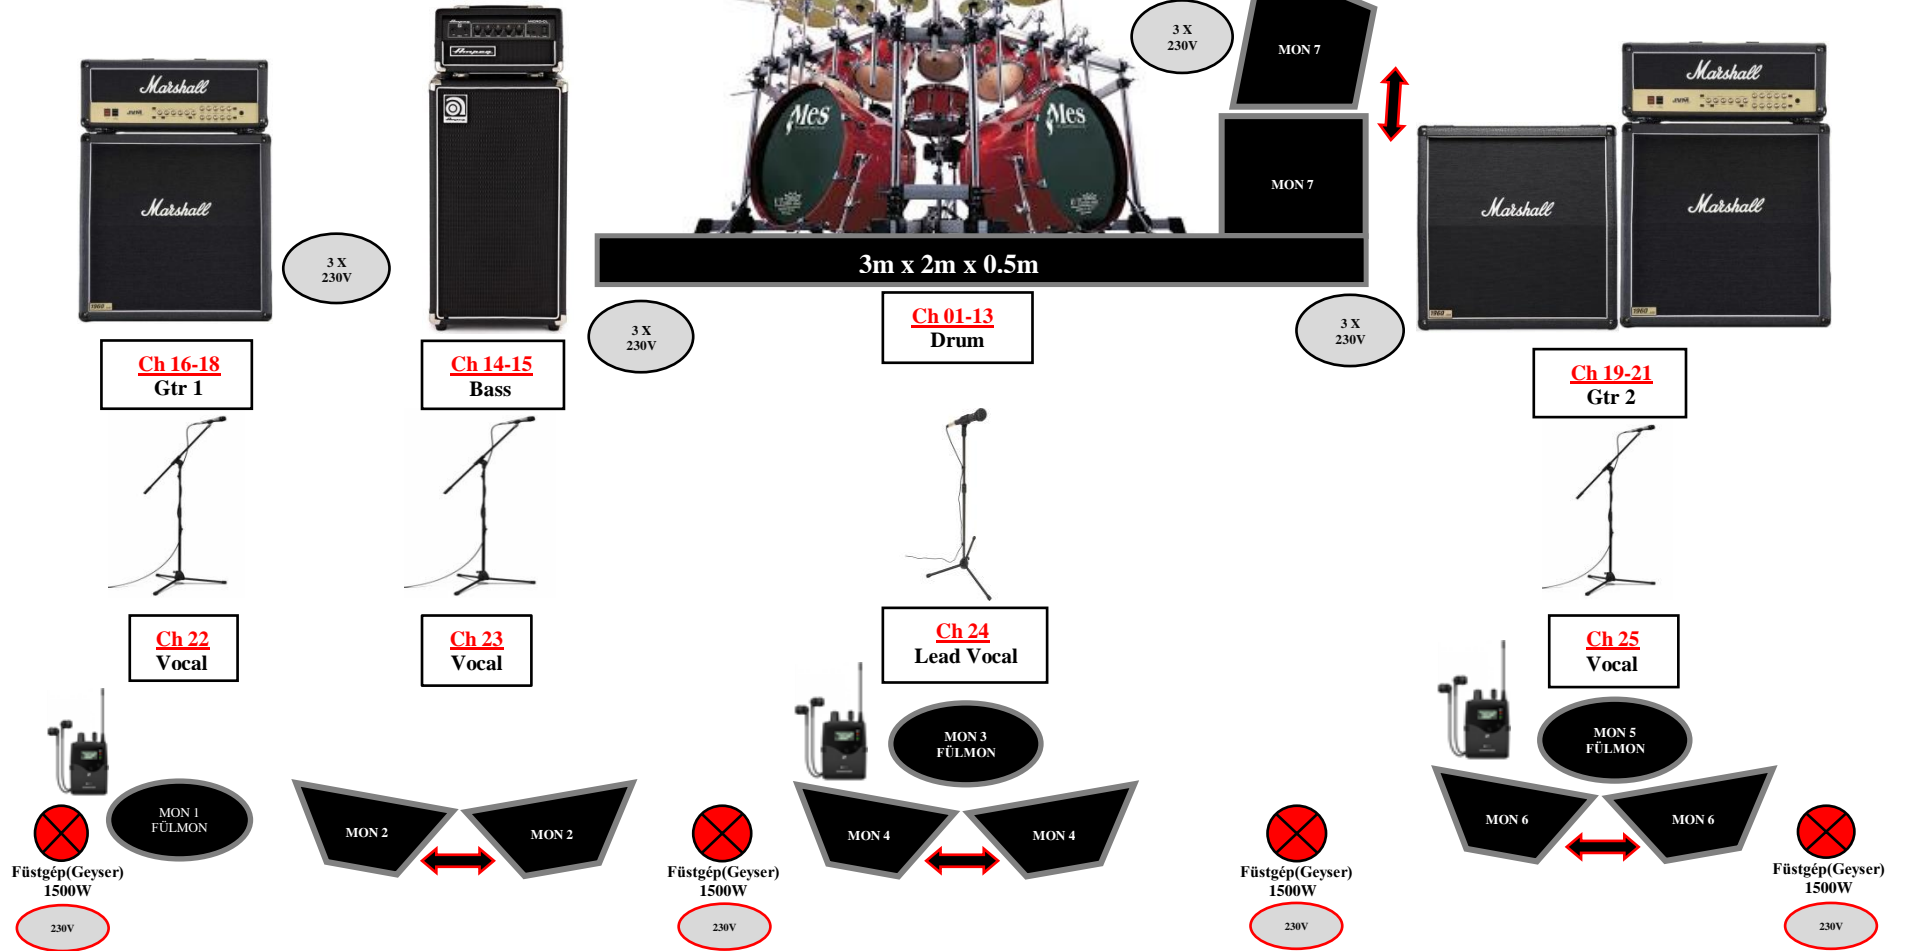 3 X
230V
MON 7
Marshall
Ampeg
Mes
Mes
Marshall
MON 7
Marshall
Marshall
Marshall
3 X
230V
3m x 2m x 0.5m
1960
1960
1960
3 X
230V
Ch 01-13
Drum
3 X
230V
Ch 16-18
Gtr 1
Ch 14-15
Bass
Ch 19-21
Gtr 2
Ch 22
Vocal
Ch 23
Vocal
Ch 24
Lead Vocal
Ch 25
Vocal
MON 3
FÜLMON
MON 5
FÜLMON
MON 1
FÜLMON
MON 2
MON 2
MON 4
MON 4
MON 6
MON 6
Füstgép(Geyser)
1500W
Füstgép(Geyser)
1500W
Füstgép(Geyser)
1500W
Füstgép(Geyser)
1500W
230V
230V
230V
230V